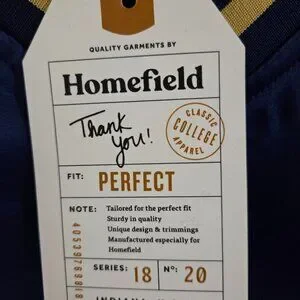 QUALITY GARMENTS BY
Homefield
Thank
you!
CLASSIC
COLLEGE
APPAREL
FIT: PERFECT
NOTE: Tailored for the perfect fit
Sturdy in quality
Unique design & trimmings
Manufactured especially for
Homefield
SERIES: 18 Nº: 20